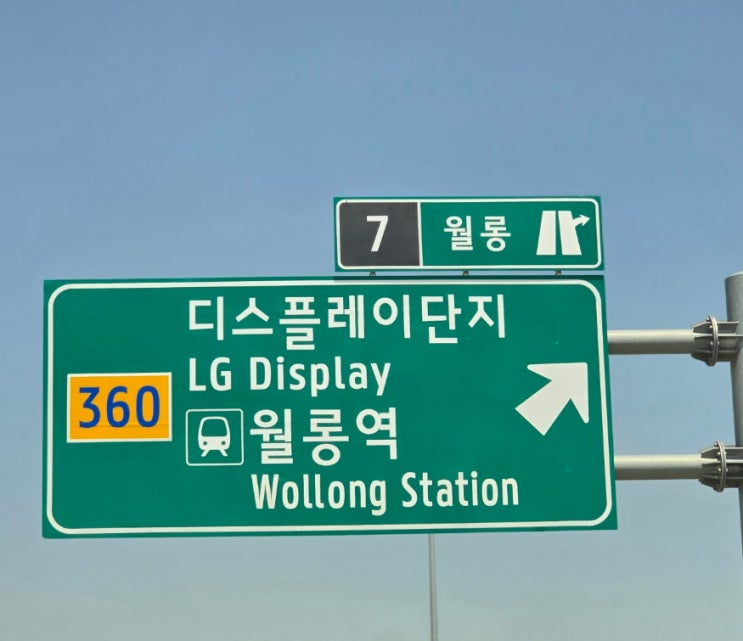 7 월롱
디스플레이단지
LG Display
360
월롱역
Wollong Station